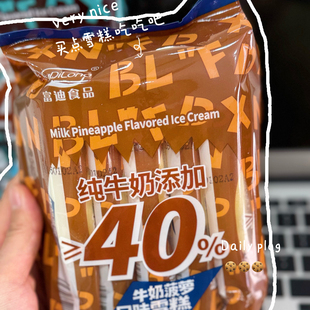 very nice
买点雪糕吃吃吧
富迪食品
Milk Pineapple Flavored Ice Cream
纯牛奶添加
≥40%
牛奶菠萝
口味雪糕
Daily plog